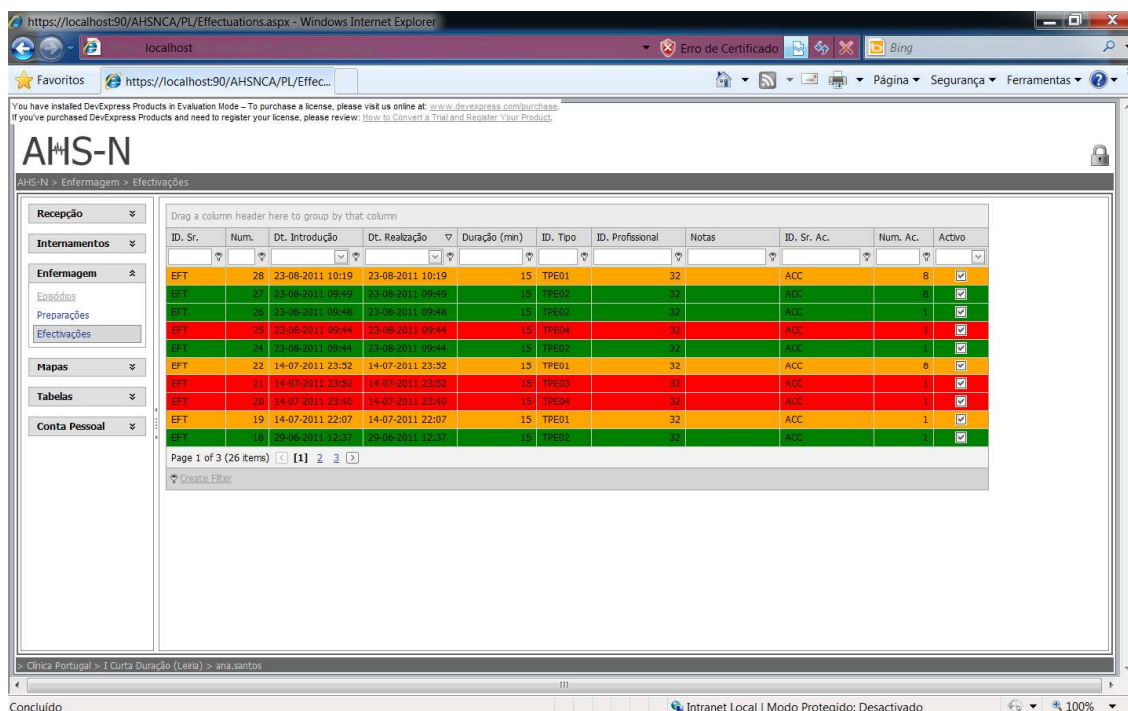 https://localhost:90/AHSNCA/PL/Effectuations.aspx - Windows Internet Explorer
localhost
Erro de Certificado
Bing
Favoritos
https://localhost:90/AHSNCA/PL/Effec...
Página
Segurança
Ferramentas
You have installed DevExpress Products in Evaluation Mode – To purchase a license, please visit us online at: www.devexpress.com/purchase.
If you've purchased DevExpress Products and need to register your license, please review: How to Convert a Trial and Register Your Product.
AHS-N
AHS-N > Enfermagem > Efectivações
Recepção
Internamentos
Enfermagem
Episódios
Preparações
Efectivações
Mapas
Tabelas
Conta Pessoal
Drag a column header here to group by that column
ID. Sr. Num. Dt. Introdução Dt. Realização Duração (min) ID. Tipo ID. Profissional Notas ID. Sr. Ac. Num. Ac. Activo
EFT 28 23-08-2011 10:19 23-08-2011 10:19 15 TPE01 32 ACC 8
EFT 27 23-08-2011 09:49 23-08-2011 09:49 15 TPE02 32 ACC 8
EFT 26 23-08-2011 09:48 23-08-2011 09:48 15 TPE02 32 ACC 1
EFT 25 23-08-2011 09:44 23-08-2011 09:44 15 TPE04 32 ACC 1
EFT 24 23-08-2011 09:44 23-08-2011 09:44 15 TPE02 32 ACC 1
EFT 22 14-07-2011 23:52 14-07-2011 23:52 15 TPE01 32 ACC 8
EFT 21 14-07-2011 23:52 14-07-2011 23:52 15 TPE03 32 ACC 1
EFT 20 14-07-2011 23:40 14-07-2011 23:40 15 TPE04 32 ACC 1
EFT 19 14-07-2011 22:07 14-07-2011 22:07 15 TPE01 32 ACC 1
EFT 18 29-06-2011 12:37 29-06-2011 12:37 15 TPE02 32 ACC 1
Page 1 of 3 (26 items) [1] 2 3
Create Filter
> Clínica Portugal > I Curta Duração (Leiria) > ana.santos
Concluído
Intranet Local | Modo Protegido: Desactivado
100%